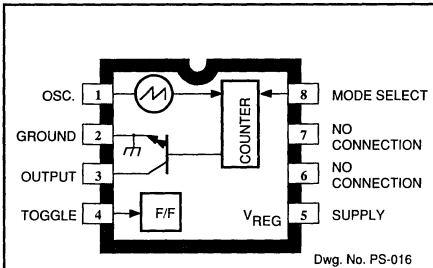 OSC. 1 8 MODE SELECT
GROUND 2 7 NO CONNECTION
COUNTER
OUTPUT 3 6 NO CONNECTION
TOGGLE 4 F/F VREG 5 SUPPLY
Dwg. No. PS-016